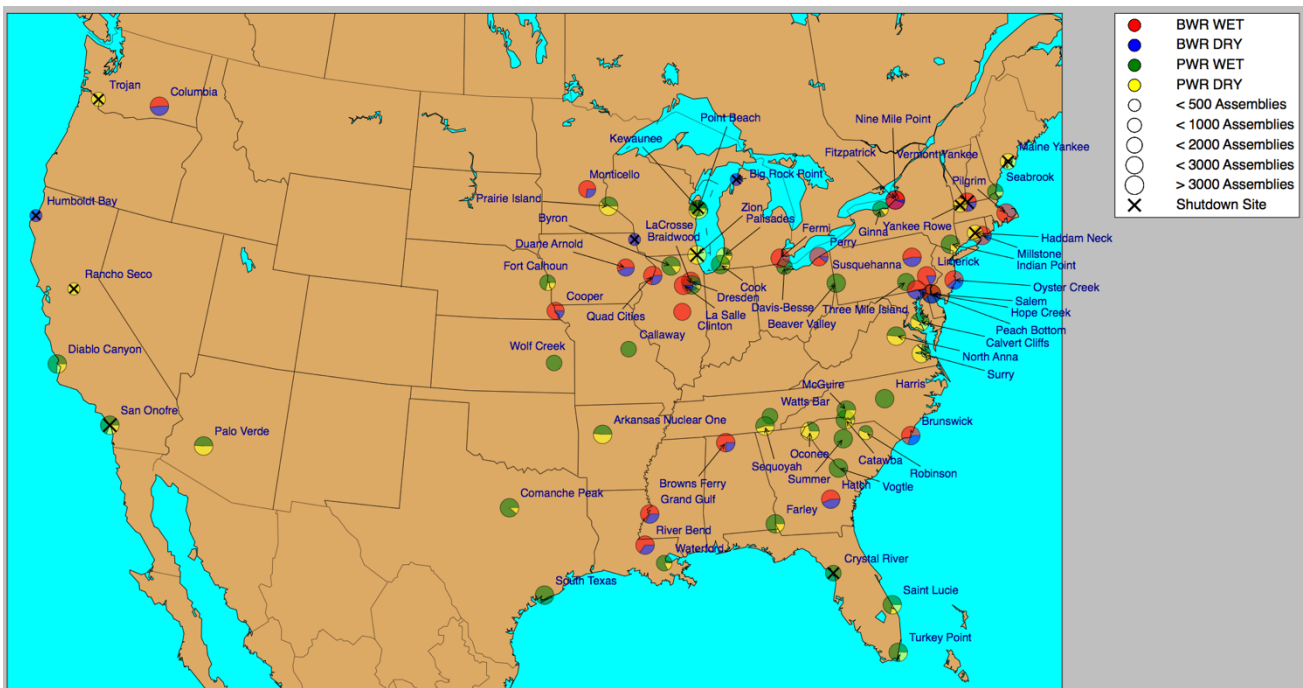 BWR WET
BWR DRY
PWR WET
PWR DRY
< 500 Assemblies
< 1000 Assemblies
< 2000 Assemblies
< 3000 Assemblies
> 3000 Assemblies
Shutdown Site
Trojan
Columbia
Humboldt Bay
Rancho Seco
Diablo Canyon
San Onofre
Palo Verde
Kewaunee
Point Beach
Nine Mile Point
Fitzpatrick
Vermont Yankee
Maine Yankee
Monticello
Big Rock Point
Pilgrim
Seabrook
Prairie Island
Byron
LaCrosse
Zion
Palisades
Ginna
Yankee Rowe
Duane Arnold
Braidwood
Fermi
Perry
Haddam Neck
Millstone
Indian Point
Fort Calhoun
Susquehanna
Limerick
Cook
Oyster Creek
Cooper
Dresden
Davis-Besse
Salem
Quad Cities
La Salle
Three Mile Island
Hope Creek
Clinton
Beaver Valley
Peach Bottom
Callaway
Calvert Cliffs
Wolf Creek
North Anna
Surry
McGuire
Harris
Watts Bar
Arkansas Nuclear One
Brunswick
Oconee
Catawba
Sequoyah
Robinson
Browns Ferry
Summer
Vogtle
Hatch
Comanche Peak
Grand Gulf
Farley
River Bend
Waterford
Crystal River
South Texas
Saint Lucie
Turkey Point